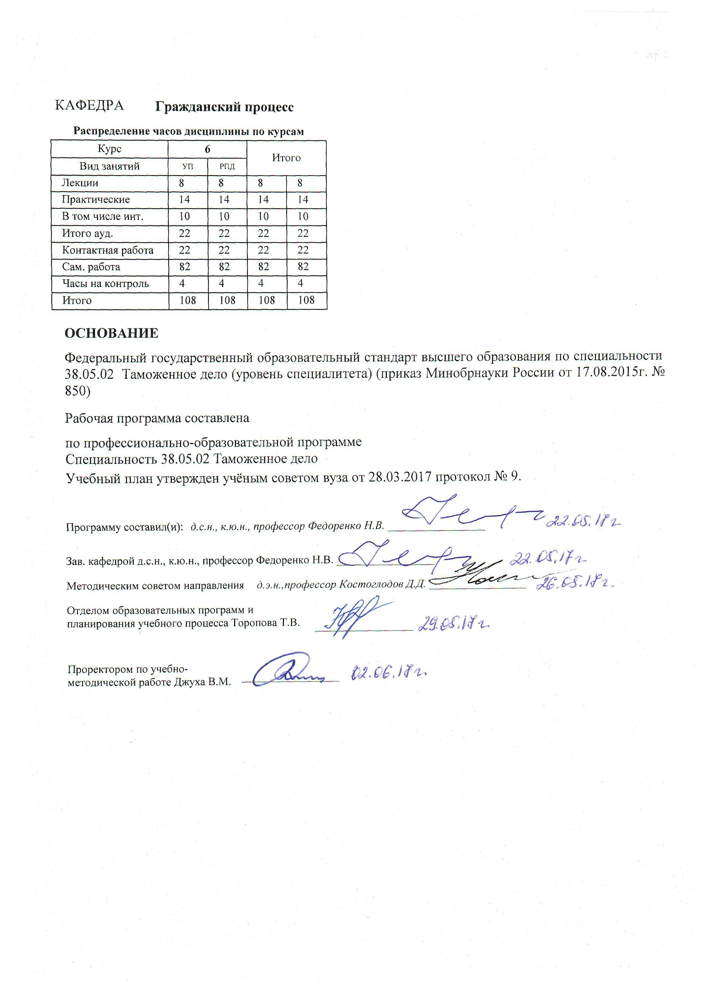 КАФЕДРА Гражданский процесс
Распределение часов дисциплины по курсам
Курс 6 Итого
Вид занятий УП РПД
Лекции 8 8 8 8
Практические 14 14 14 14
В том числе инт. 10 10 10 10
Итого ауд. 22 22 22 22
Контактная работа 22 22 22 22
Сам. работа 82 82 82 82
Часы на контроль 4 4 4 4
Итого 108 108 108 108
ОСНОВАНИЕ
Федеральный государственный образовательный стандарт высшего образования по специальности
38.05.02 Таможенное дело (уровень специалитета) (приказ Минобрнауки России от 17.08.2015г. №
850)
Рабочая программа составлена
по профессионально-образовательной программе
Специальность 38.05.02 Таможенное дело
Учебный план утвержден учёным советом вуза от 28.03.2017 протокол № 9.
Программу составил(и): д.с.н., к.ю.н., профессор Федоренко Н.В. 22.05.17г
Зав. кафедрой д.с.н., к.ю.н., профессор Федоренко Н.В. 22.05.17г
Методическим советом направления д.э.н.,профессор Костоглодов Д.Д. 26.05.17г.
Отделом образовательных программ и
планирования учебного процесса Торопова Т.В. 29.05.17г.
Проректором по учебно-
методической работе Джуха В.М. 02.06.17г.